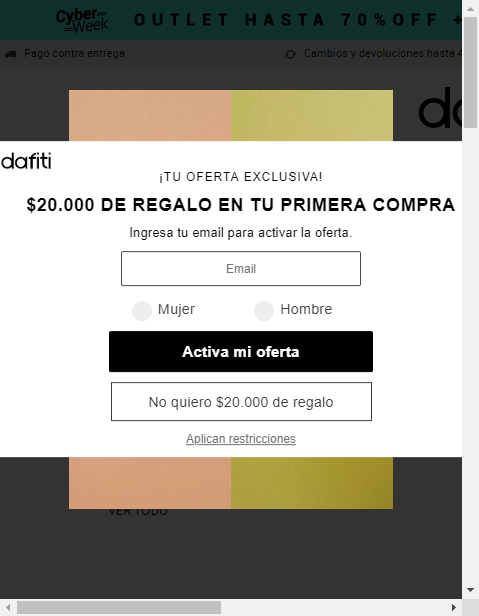 Cyber Week OUTLET HASTA 70%OFF +
Pago contra entrega Cambios y devoluciones hasta
dafiti
¡TU OFERTA EXCLUSIVA!
$20.000 DE REGALO EN TU PRIMERA COMPRA
Ingresa tu email para activar la oferta.
Email
Mujer Hombre
Activa mi oferta
No quiero $20.000 de regalo
Aplican restricciones
VER TODO